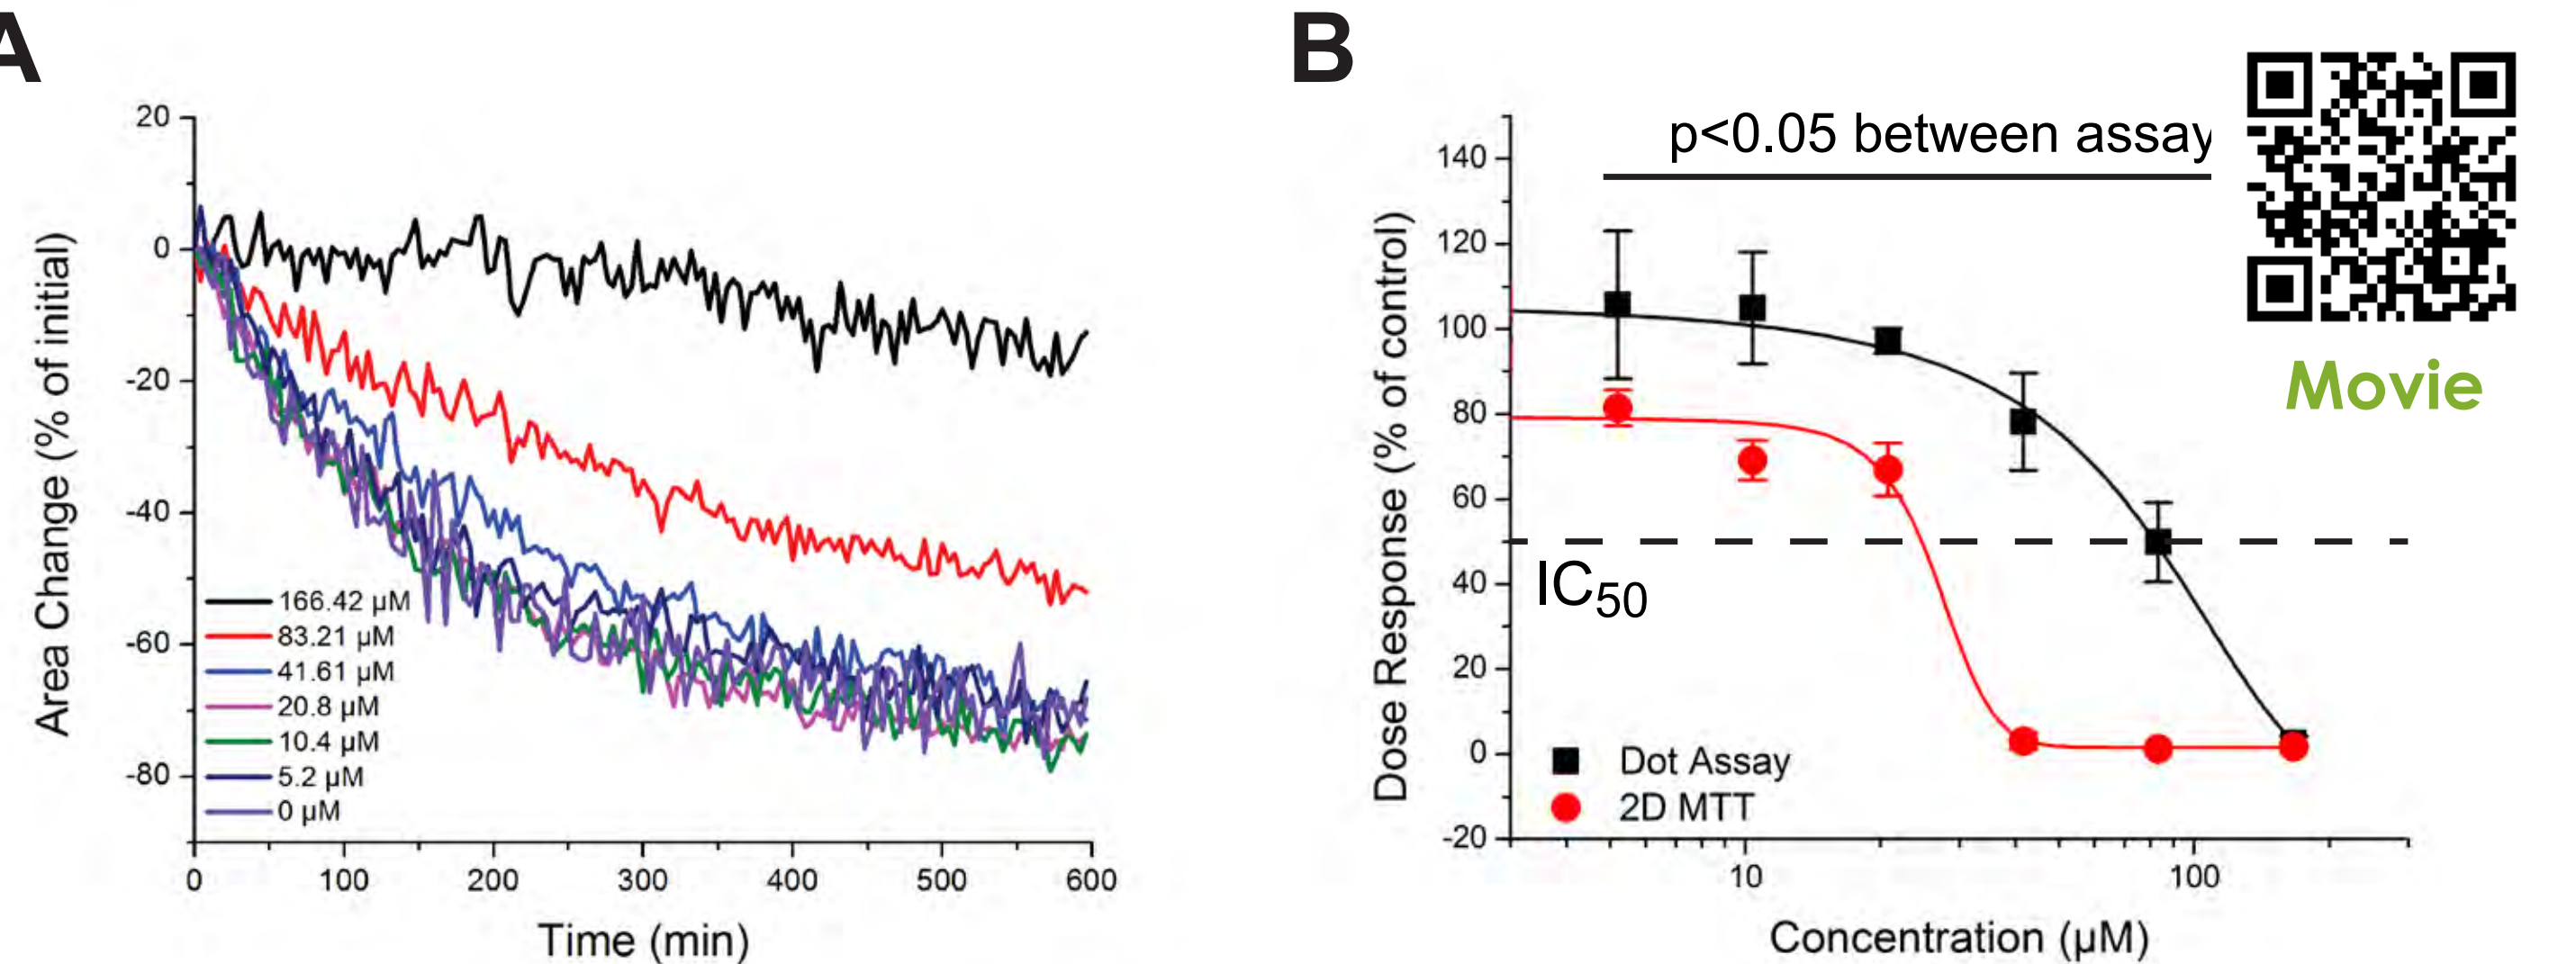 A
20
0
-20
-40
-60
-80
Area Change (% of initial)
166.42 µM
83.21 µM
41.61 µM
20.8 µM
10.4 µM
5.2 µM
0 µM
0 100 200 300 400 500 600
Time (min)
B
p<0.05 between assay
140
120
100
80
60
40
20
0
-20
Dose Response (% of control)
IC50
Dot Assay
2D MTT
10 100
Concentration (µM)
Movie